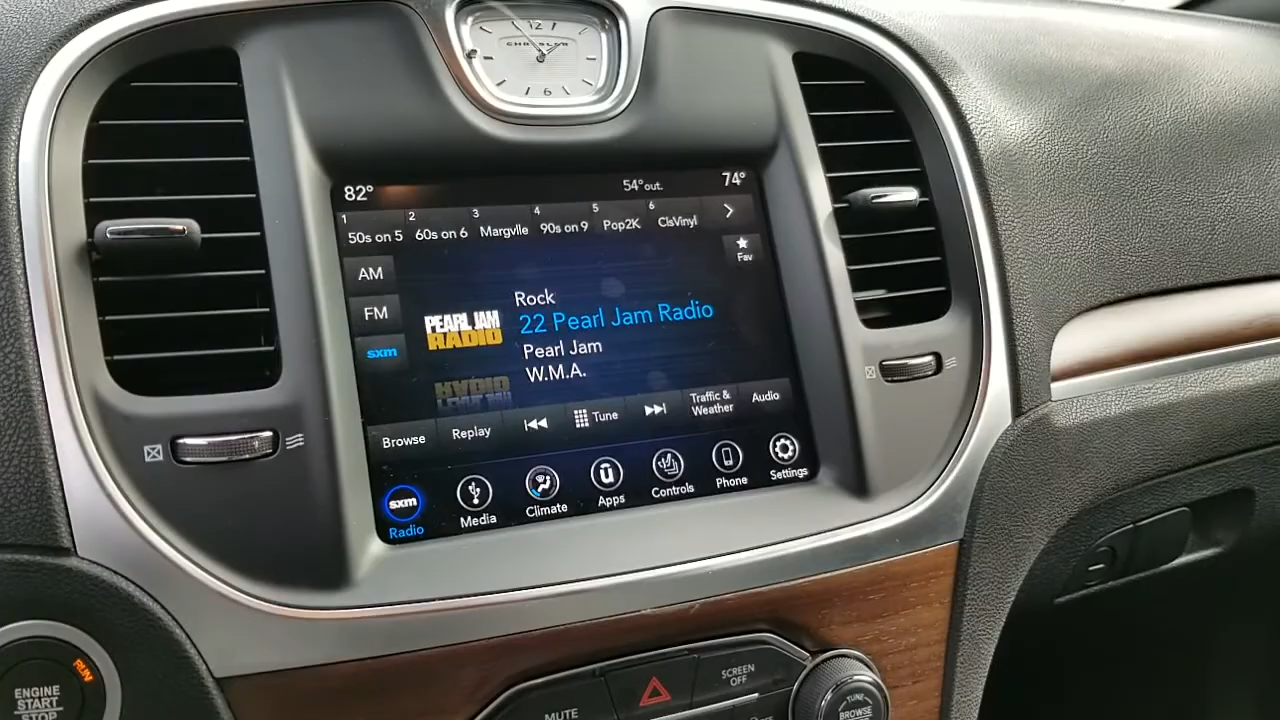 12
CHRYSLER
6
82°
54° out.
74°
1 2 3 4 5 6
50s on 5 60s on 6 Margvlle 90s on 9 Pop2K ClsVinyl
Fav
AM
FM
sxm
PEARL JAM
RADIO
Rock
22 Pearl Jam Radio
Pearl Jam
W.M.A.
Browse Replay Tune Traffic & Weather Audio
sxm
Radio Media Climate Apps Controls Phone Settings
RUN
ENGINE
START
STOP
MUTE
SCREEN
OFF
TUNE
BROWSE